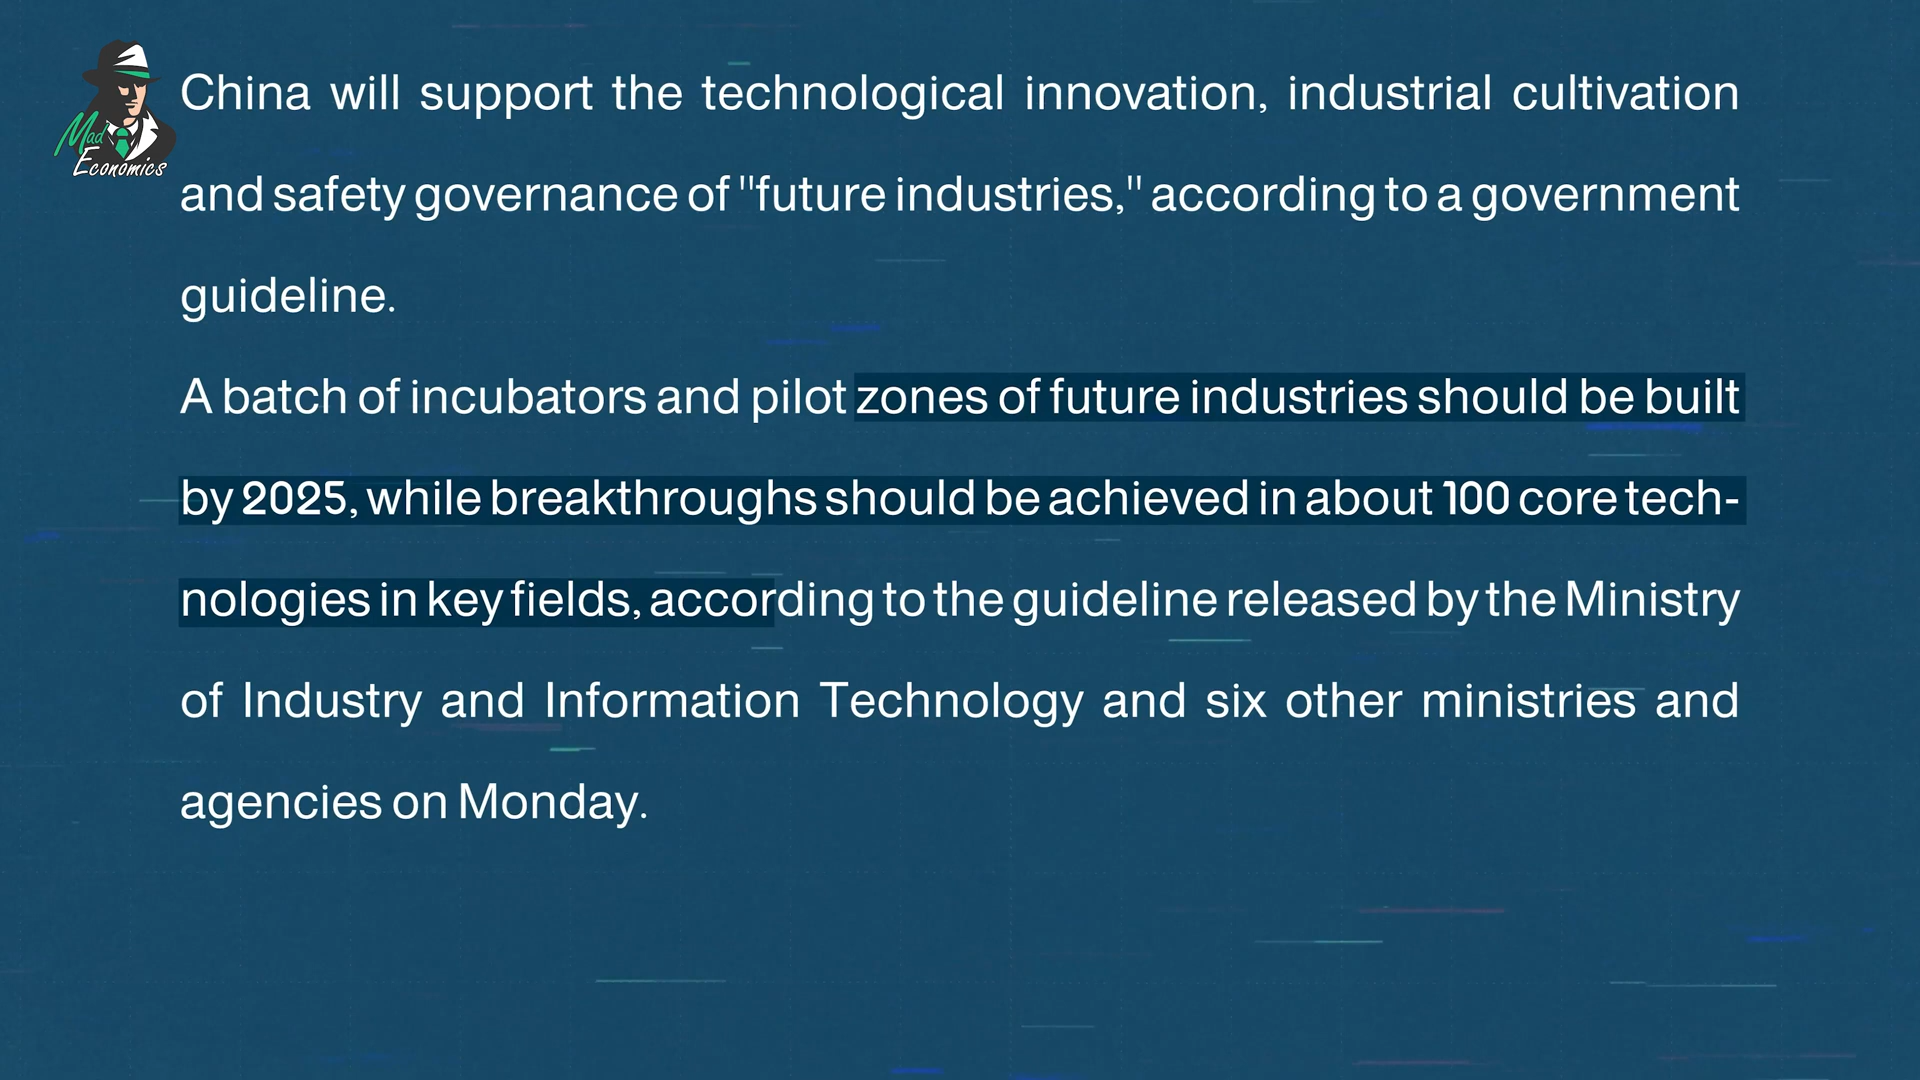 Mad
Economics
China will support the technological innovation, industrial cultivation
and safety governance of "future industries," according to a government
guideline.
A batch of incubators and pilot zones of future industries should be built
by 2025, while breakthroughs should be achieved in about 100 core tech-
nologies in key fields, according to the guideline released by the Ministry
of Industry and Information Technology and six other ministries and
agencies on Monday.